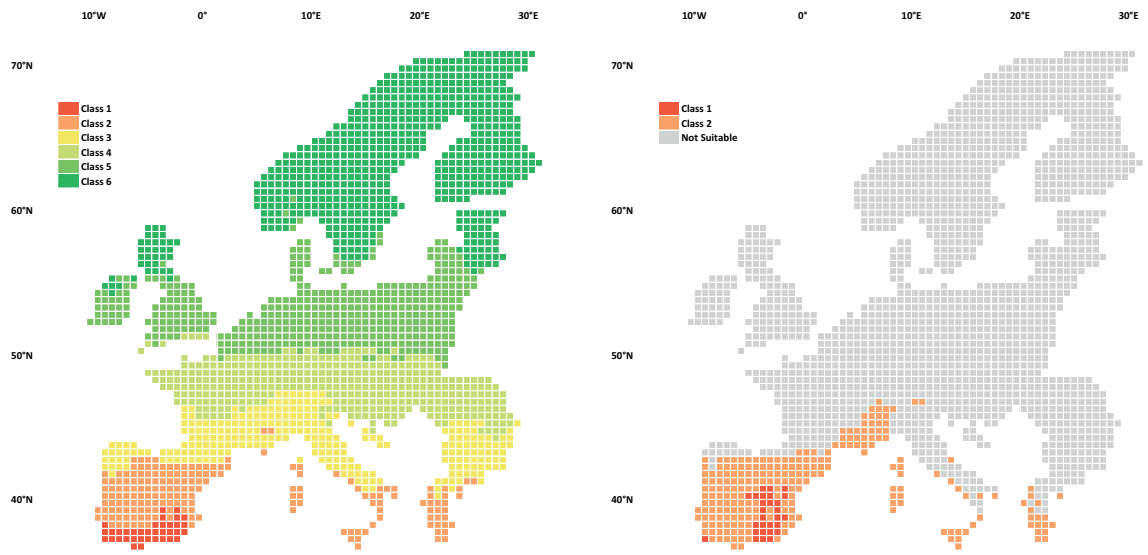 10°W 0° 10°E 20°E 30°E
70°N
Class 1
Class 2
Class 3
Class 4
Class 5
Class 6
60°N
50°N
40°N
10°W 0° 10°E 20°E 30°E
70°N
Class 1
Class 2
Not Suitable
60°N
50°N
40°N